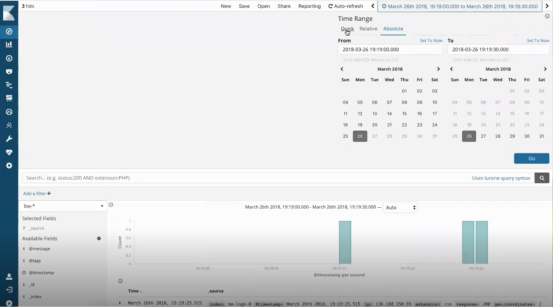 3 hits
New Save Open Share Reporting Auto-refresh March 26th 2018, 19:19:00.000 to March 26th 2018, 19:19:30.000
Time Range
Quick Relative Absolute
From Set To Now
To Set To Now
2018-03-26 19:19:00.000
2018-03-26 19:19:30.000
March 2018
March 2018
Sun Mon Tue Wed Thu Fri Sat
Sun Mon Tue Wed Thu Fri Sat
01 02 03
01 02 03
04 05 06 07 08 09 10
04 05 06 07 08 09 10
11 12 13 14 15 16 17
11 12 13 14 15 16 17
18 19 20 21 22 23 24
18 19 20 21 22 23 24
25 26 27 28 29 30 31
25 26 27 28 29 30 31
Go
Search... (e.g. status:200 AND extension:PHP)
Uses lucene query syntax
Add a filter +
March 26th 2018, 19:19:00.000 - March 26th 2018, 19:19:30.000 — Auto
Selected Fields
? _source
Available Fields
t @message
t @tags
@timestamp
t _id
t _index
Count
@timestamp per second
Time
_source
March 26th 2018, 19:19:25.515